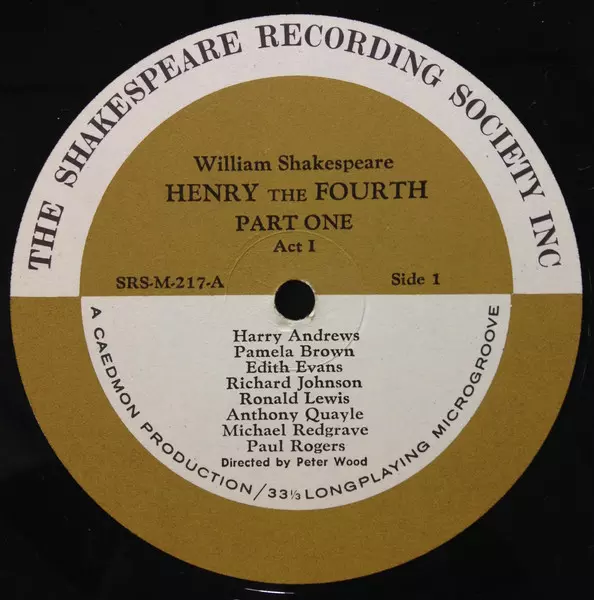 THE SHAKESPEARE RECORDING SOCIETY INC
William Shakespeare
HENRY THE FOURTH
PART ONE
Act I
SRS-M-217-A
Side 1
Harry Andrews
Pamela Brown
Edith Evans
Richard Johnson
Ronald Lewis
Anthony Quayle
Michael Redgrave
Paul Rogers
Directed by Peter Wood
A CAEDMON PRODUCTION/33⅓ LONGPLAYING MICROGROOVE